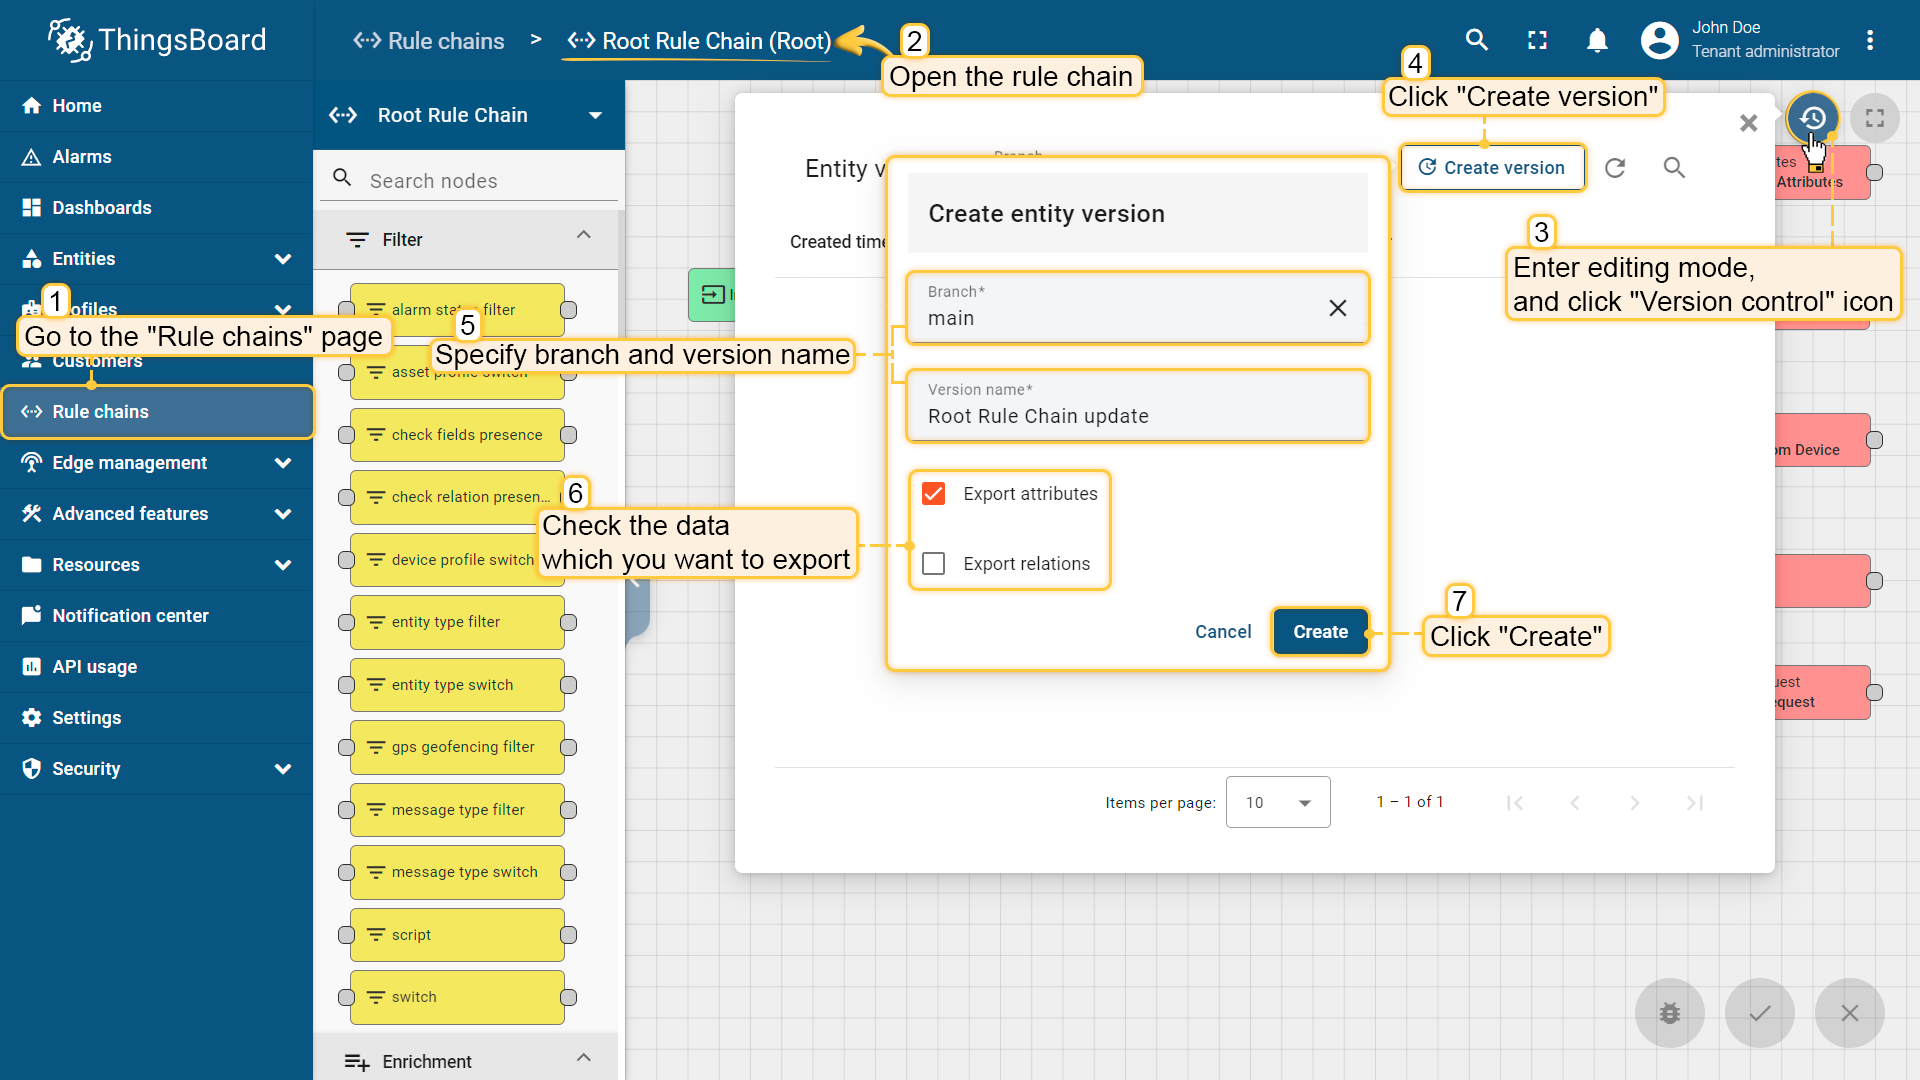 ThingsBoard
Rule chains > Root Rule Chain (Root)
2
Open the rule chain
John Doe
Tenant administrator
4
Click "Create version"
Home
Alarms
Dashboards
Entities
1
Go to the "Rule chains" page
Customers
Rule chains
Edge management
Advanced features
Resources
Notification center
API usage
Settings
Security
Root Rule Chain
Search nodes
Filter
alarm status filter
asset profile switch
check fields presence
check relation presen...
device profile switch
entity type filter
entity type switch
gps geofencing filter
message type filter
message type switch
script
switch
Enrichment
5
Specify branch and version name
6
Check the data
which you want to export
Entity v
Branch
Create version
Created time
Create entity version
Branch*
main
Version name*
Root Rule Chain update
Export attributes
Export relations
Cancel
Create
7
Click "Create"
3
Enter editing mode,
and click "Version control" icon
Attributes
om Device
uest
equest
Items per page:
10
1 – 1 of 1